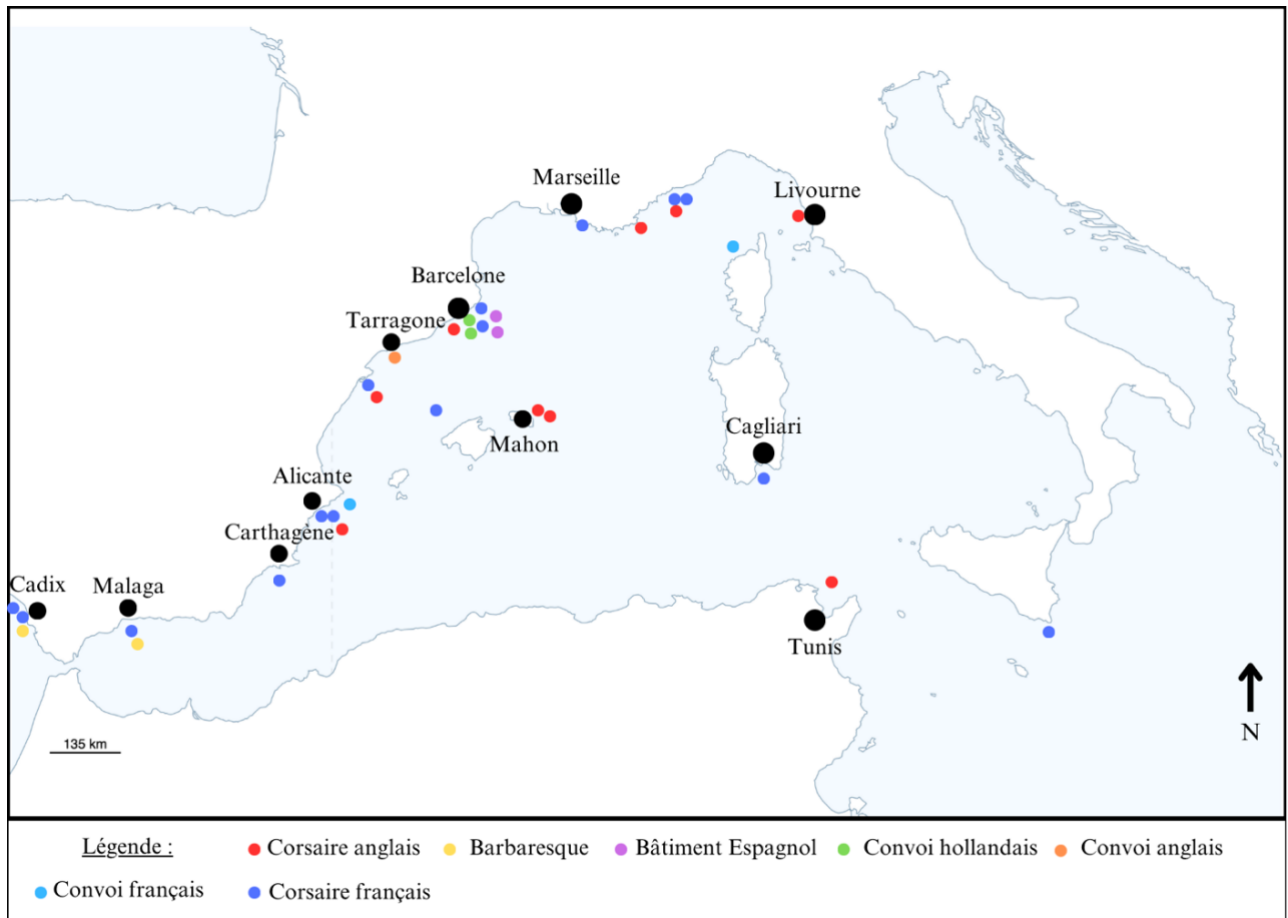 Marseille
Livourne
Barcelone
Tarragone
Cagliari
Mahon
Alicante
Carthagène
Cadix
Malaga
Tunis
N
135 km
Légende :
Corsaire anglais
Barbaresque
Bâtiment Espagnol
Convoi hollandais
Convoi anglais
Convoi français
Corsaire français